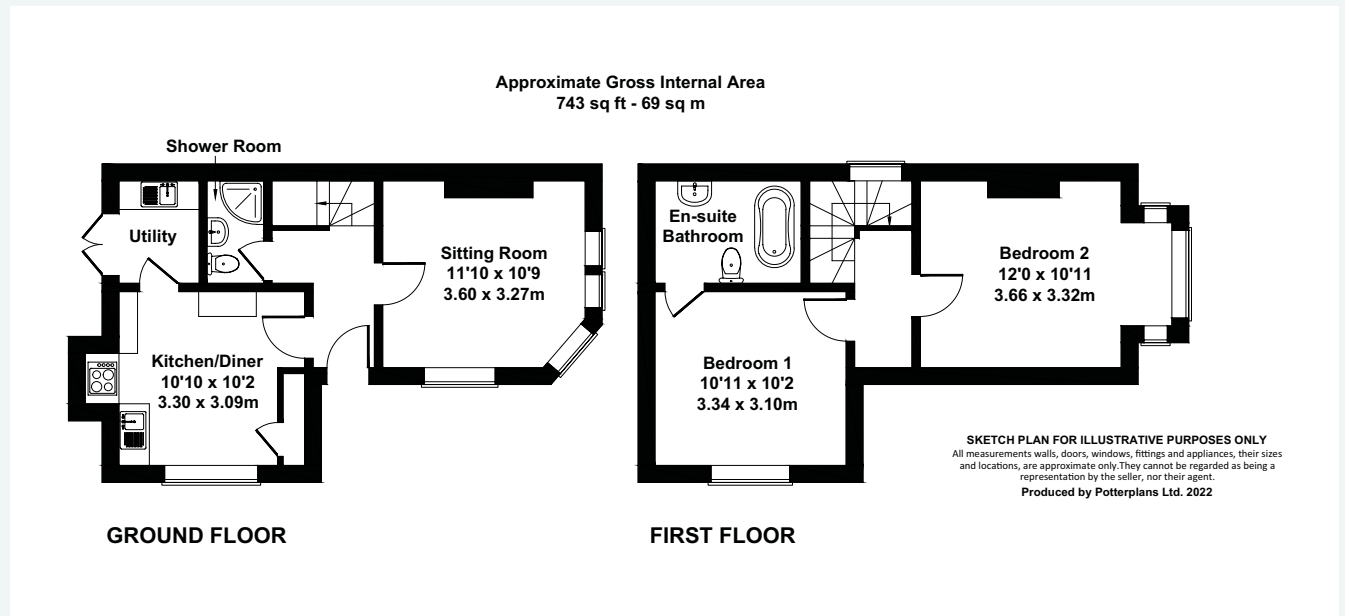 Approximate Gross Internal Area
743 sq ft - 69 sq m
Shower Room
Utility
Sitting Room
11'10 x 10'9
3.60 x 3.27m
Kitchen/Diner
10'10 x 10'2
3.30 x 3.09m
GROUND FLOOR
En-suite
Bathroom
Bedroom 2
12'0 x 10'11
3.66 x 3.32m
Bedroom 1
10'11 x 10'2
3.34 x 3.10m
FIRST FLOOR
SKETCH PLAN FOR ILLUSTRATIVE PURPOSES ONLY
All measurements walls, doors, windows, fittings and appliances, their sizes
and locations, are approximate only.They cannot be regarded as being a
representation by the seller, nor their agent.
Produced by Potterplans Ltd. 2022